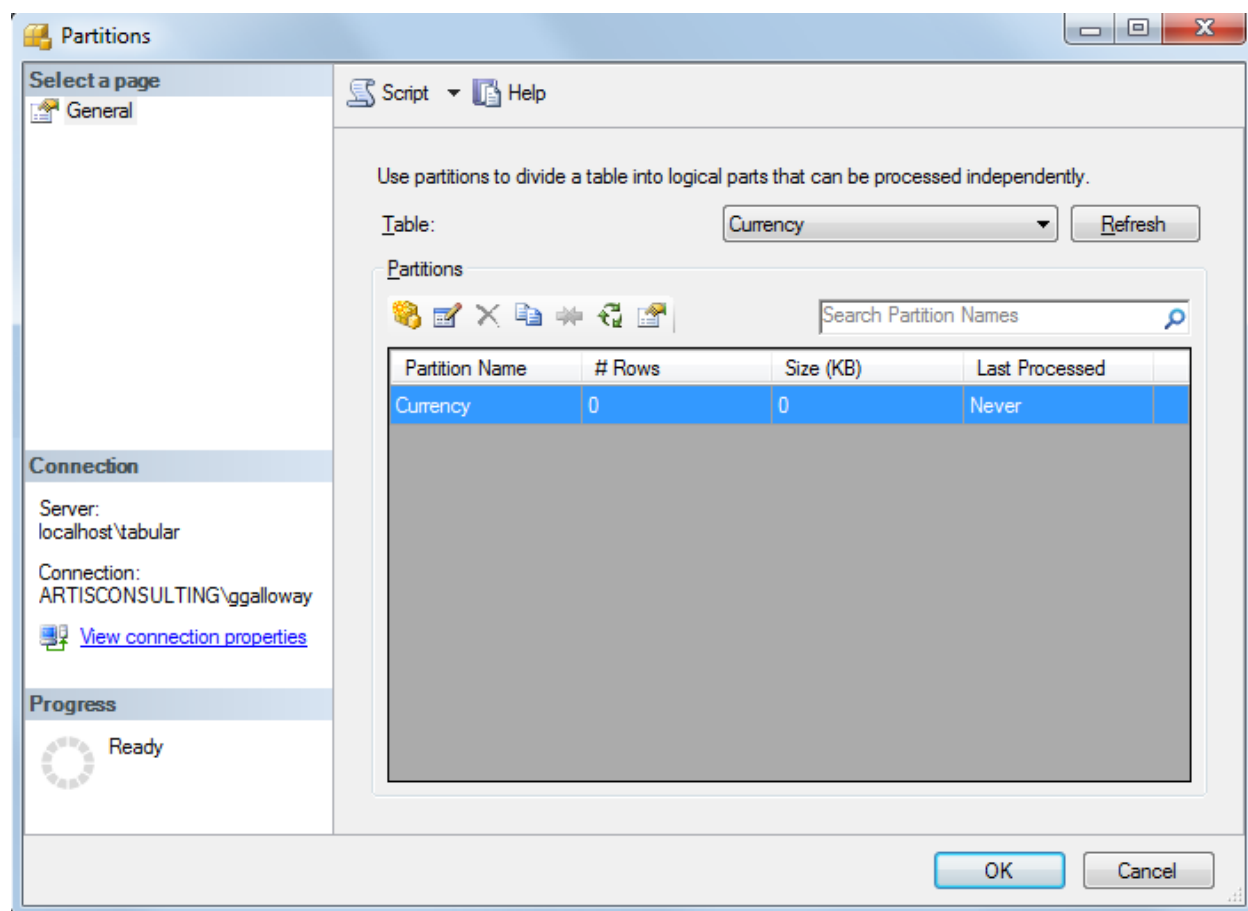 Partitions
Select a page
General
Script
Help
Use partitions to divide a table into logical parts that can be processed independently.
Table:
Currency
Refresh
Partitions
Search Partition Names
Partition Name # Rows Size (KB) Last Processed
Currency 0 0 Never
Connection
Server:
localhost\tabular
Connection:
ARTISCONSULTING\ggalloway
View connection properties
Progress
Ready
OK
Cancel